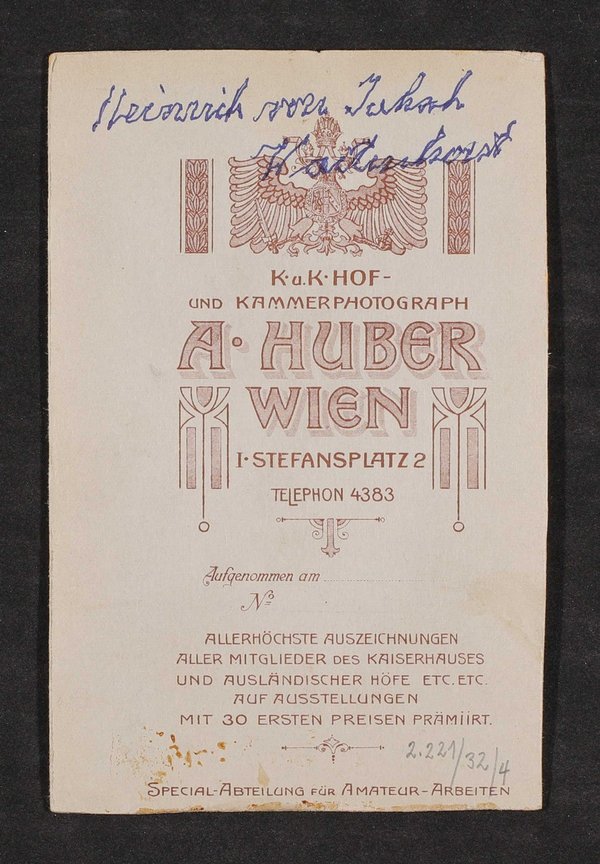 Heinrich von
K. u. K. HOF-
UND KAMMERPHOTOGRAPH
A. HUBER
WIEN
I. STEFANSPLATZ 2
TELEPHON 4383
Aufgenommen am
No
ALLERHÖCHSTE AUSZEICHNUNGEN
ALLER MITGLIEDER DES KAISERHAUSES
UND AUSLÄNDISCHER HÖFE ETC. ETC.
AUF AUSSTELLUNGEN
MIT 30 ERSTEN PREISEN PRÄMIIRT.
2.221/32/4
SPECIAL-ABTEILUNG FÜR AMATEUR-ARBEITEN